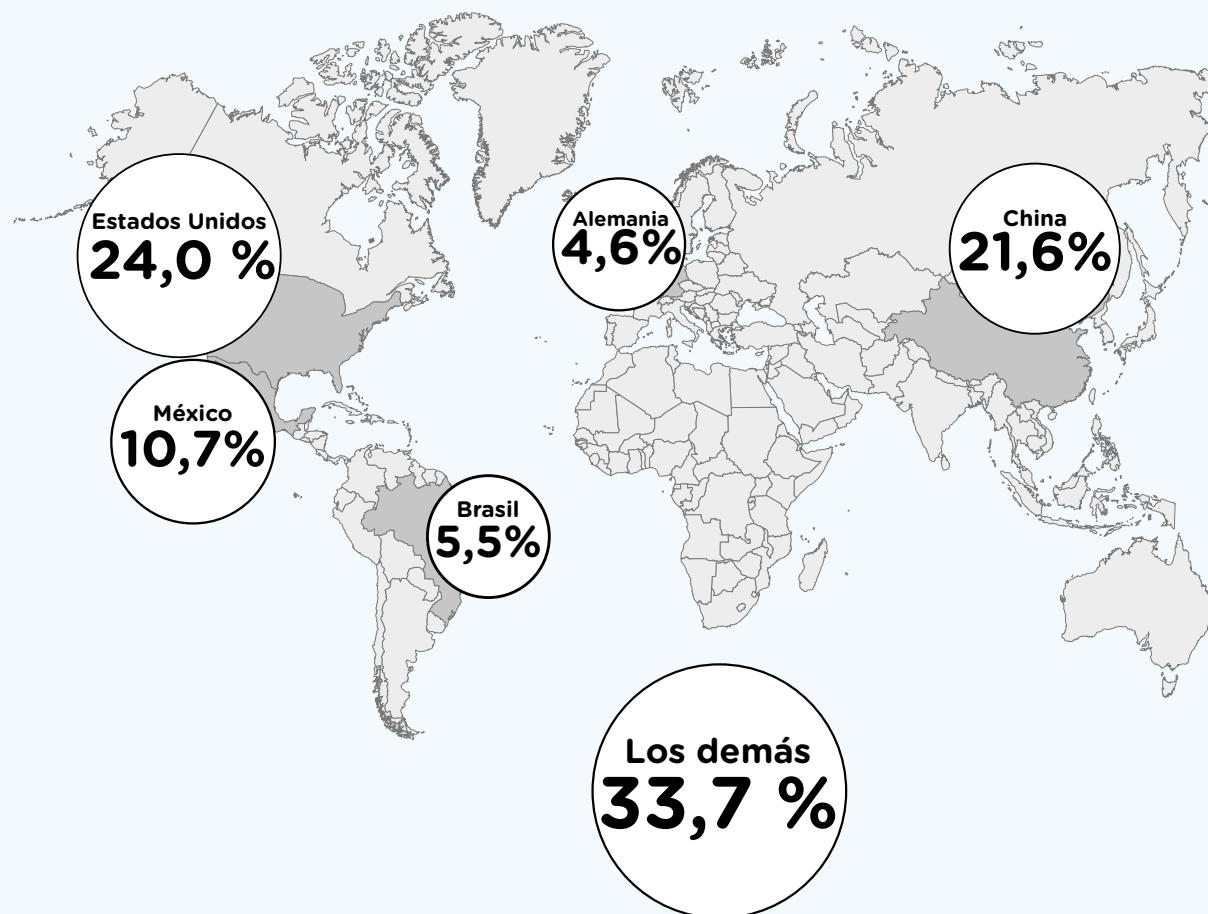 Estados Unidos
24,0 %
Alemania
4,6%
China
21,6%
México
10,7%
Brasil
5,5%
Los demás
33,7 %